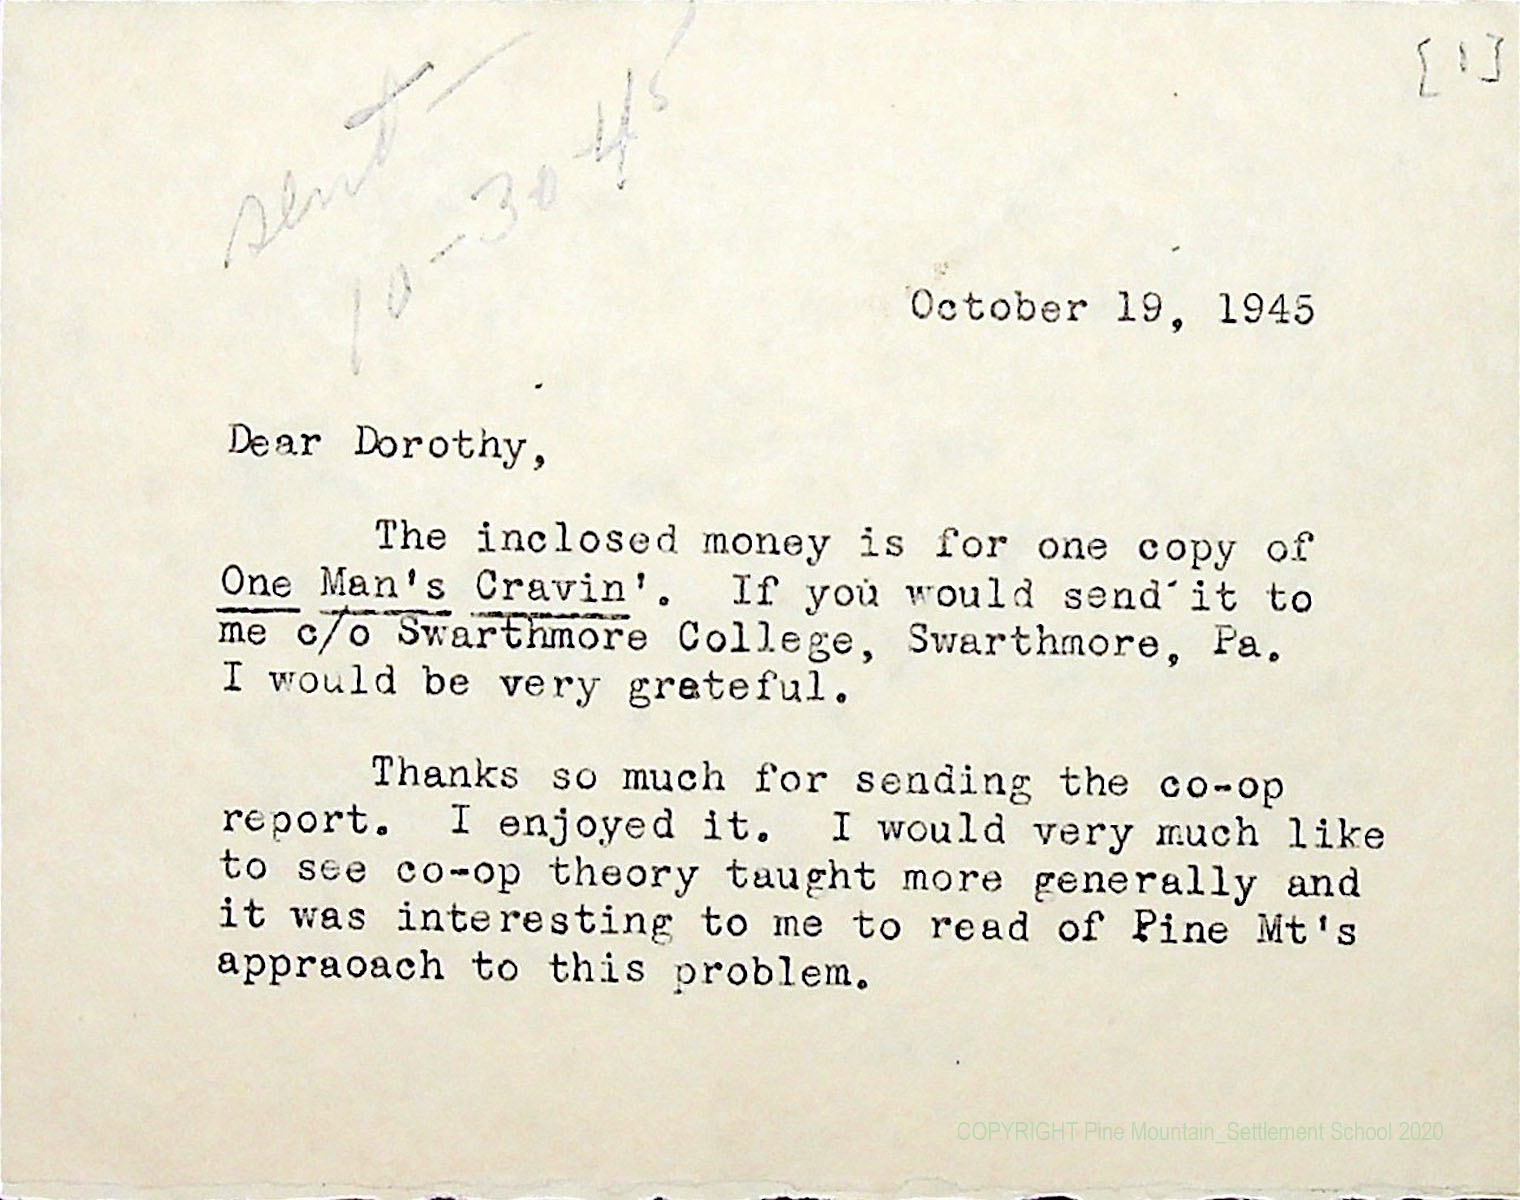 sent —
10-30 45
[1]
October 19, 1945
Dear Dorothy,
The inclosed money is for one copy of
One Man's Cravin'. If you would send it to
me c/o Swarthmore College, Swarthmore, Pa.
I would be very grateful.
Thanks so much for sending the co-op
report. I enjoyed it. I would very much like
to see co-op theory taught more generally and
it was interesting to me to read of Pine Mt's
appraoach to this problem.
COPYRIGHT Pine Mountain_Settlement School 2020